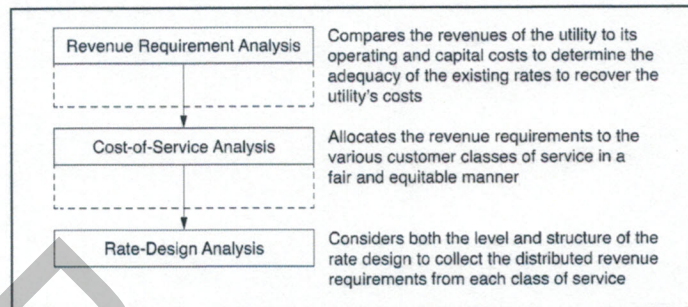 Revenue Requirement Analysis
Compares the revenues of the utility to its
operating and capital costs to determine the
adequacy of the existing rates to recover the
utility's costs
Cost-of-Service Analysis
Allocates the revenue requirements to the
various customer classes of service in a
fair and equitable manner
Rate-Design Analysis
Considers both the level and structure of the
rate design to collect the distributed revenue
requirements from each class of service